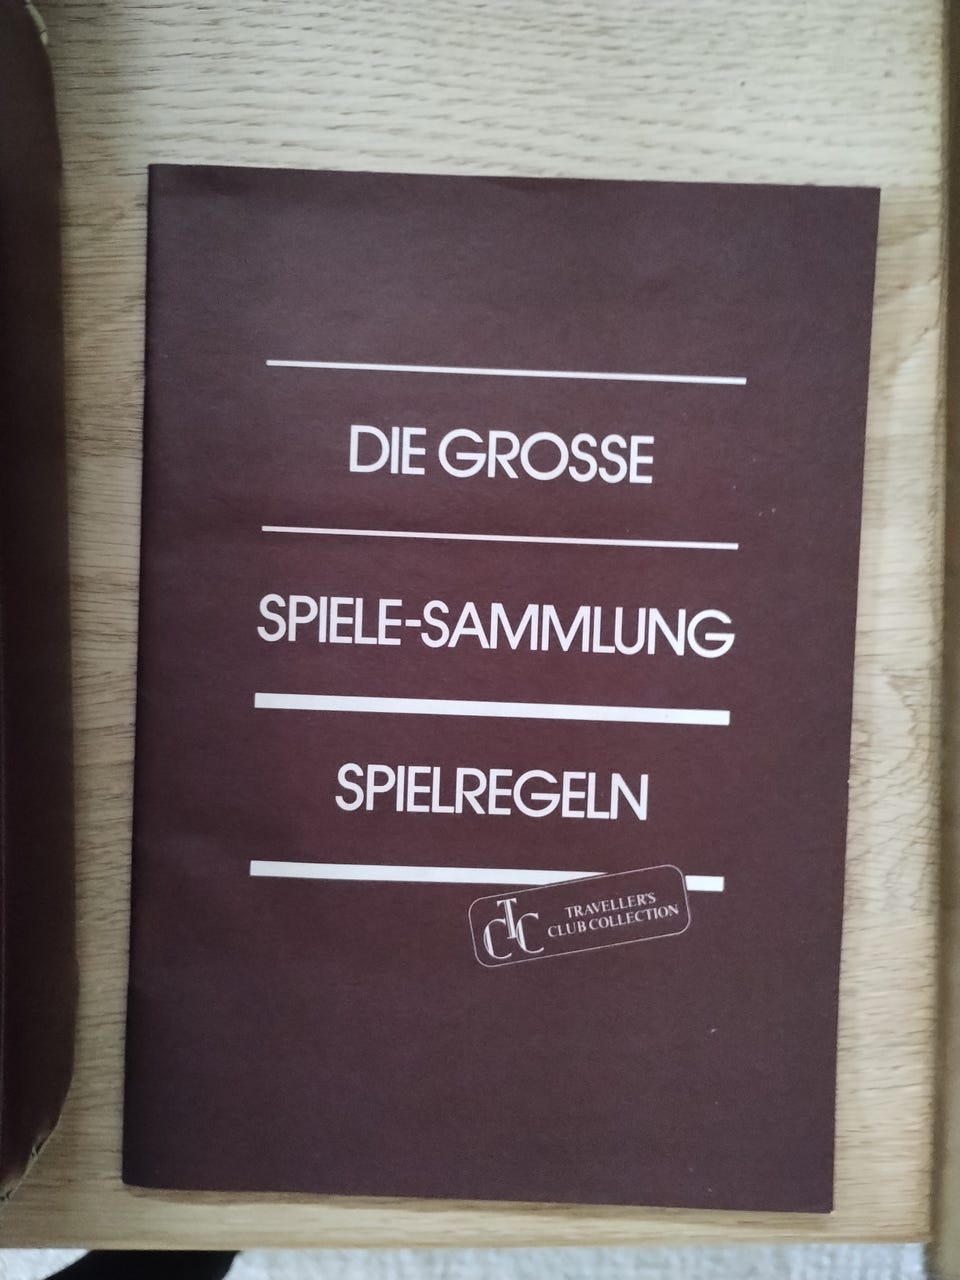 DIE GROSSE
SPIELE-SAMMLUNG
SPIELREGELN
CTC
TRAVELLER'S
CLUB COLLECTION